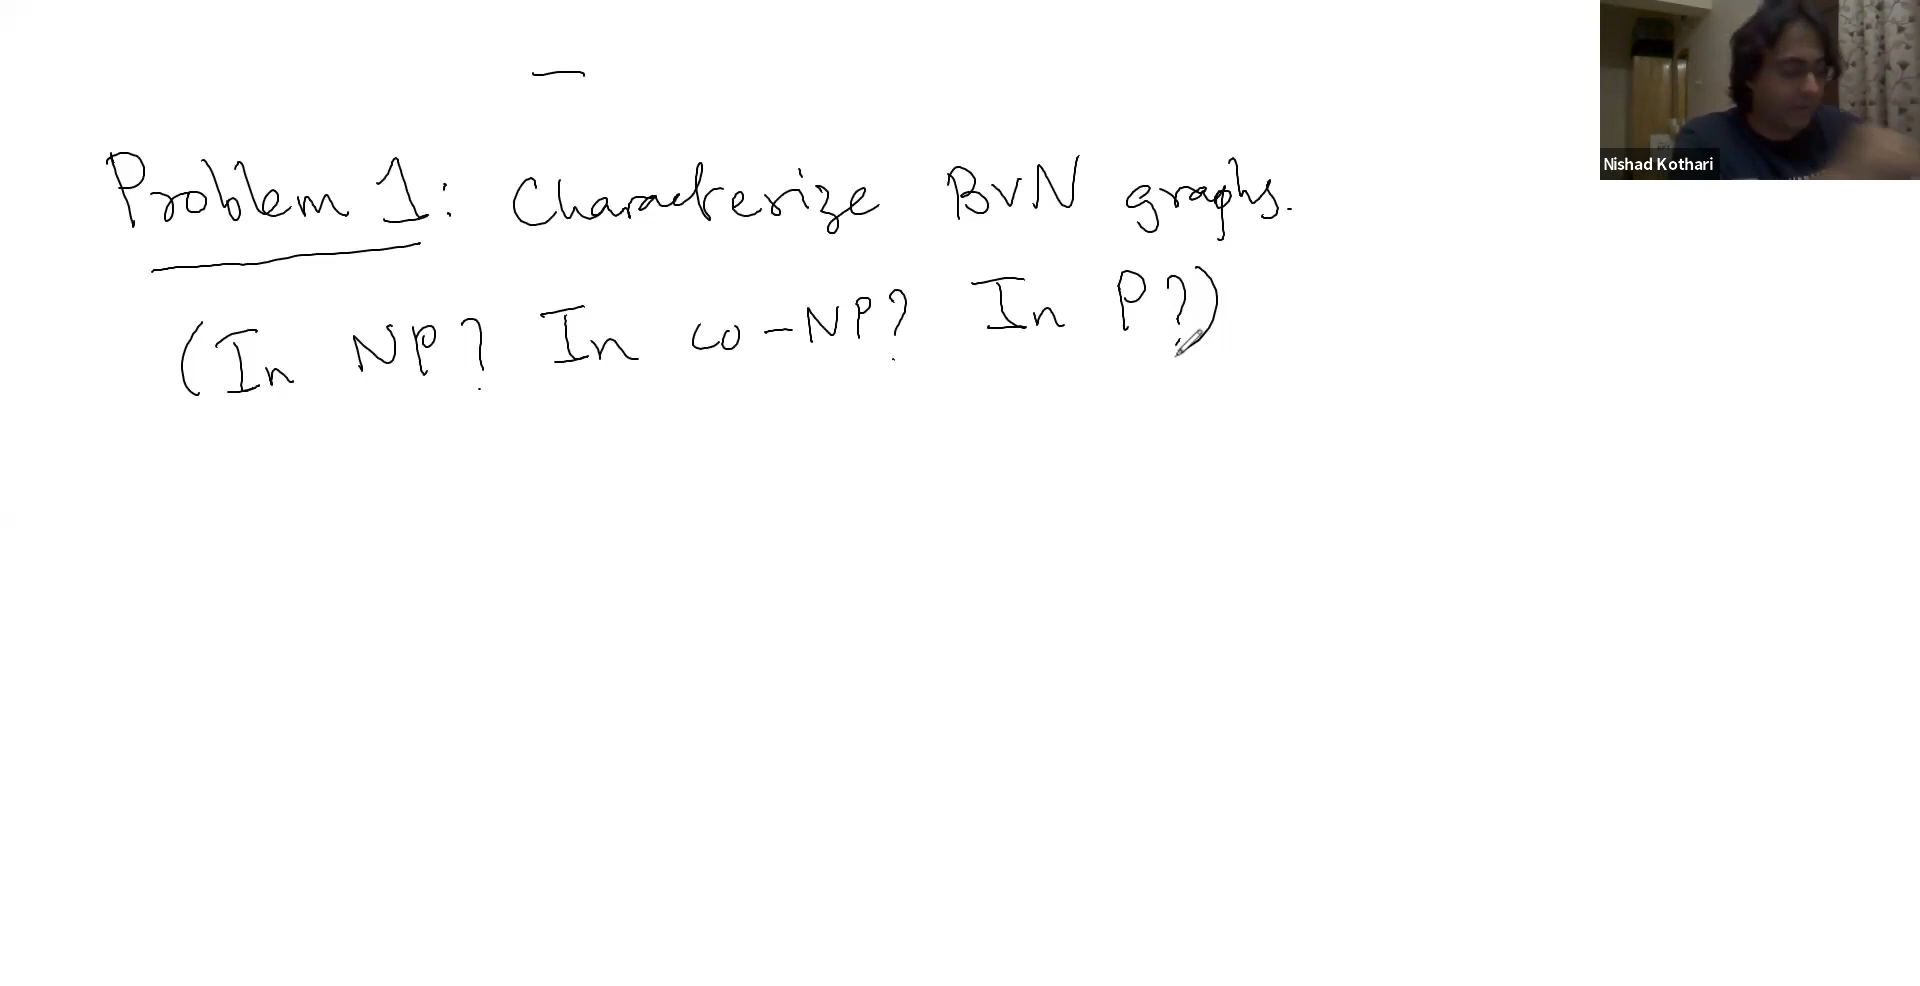 Problem 1: Characterize BvN graphs.
(In NP? In co-NP? In P?)
Nishad Kothari